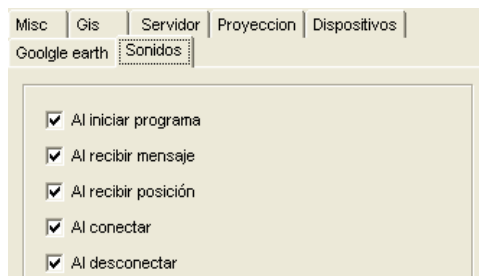 Misc Gis Servidor Proyeccion Dispositivos
Goolgle earth Sonidos
Al iniciar programa
Al recibir mensaje
Al recibir posición
Al conectar
Al desconectar